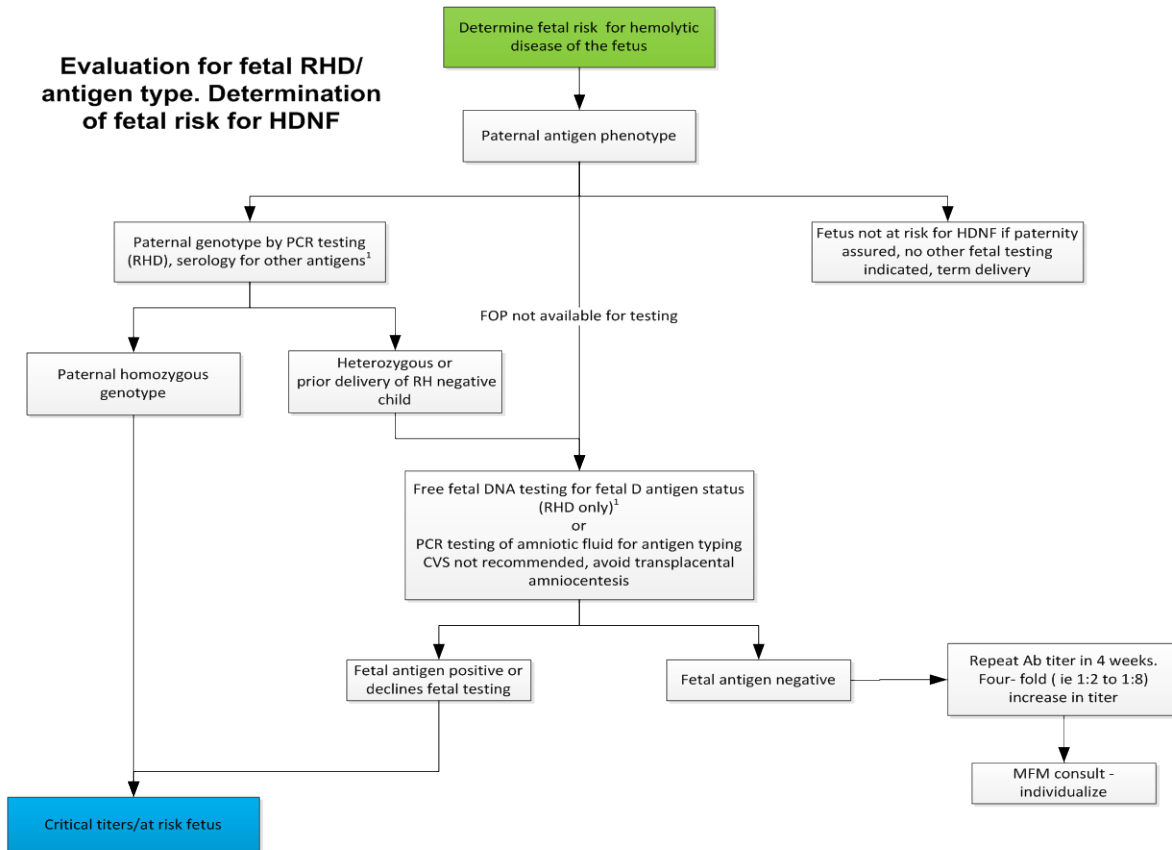 Determine fetal risk for hemolytic
disease of the fetus
Evaluation for fetal RHD/
antigen type. Determination
of fetal risk for HDNF
Paternal antigen phenotype
Paternal genotype by PCR testing
(RHD), serology for other antigens¹
Fetus not at risk for HDNF if paternity
assured, no other fetal testing
indicated, term delivery
FOP not available for testing
Paternal homozygous
genotype
Heterozygous or
prior delivery of RH negative
child
Free fetal DNA testing for fetal D antigen status
(RHD only)¹
or
PCR testing of amniotic fluid for antigen typing
CVS not recommended, avoid transplacental
amniocentesis
Fetal antigen positive or
declines fetal testing
Fetal antigen negative
Repeat Ab titer in 4 weeks.
Four- fold ( ie 1:2 to 1:8)
increase in titer
MFM consult -
individualize
Critical titers/at risk fetus